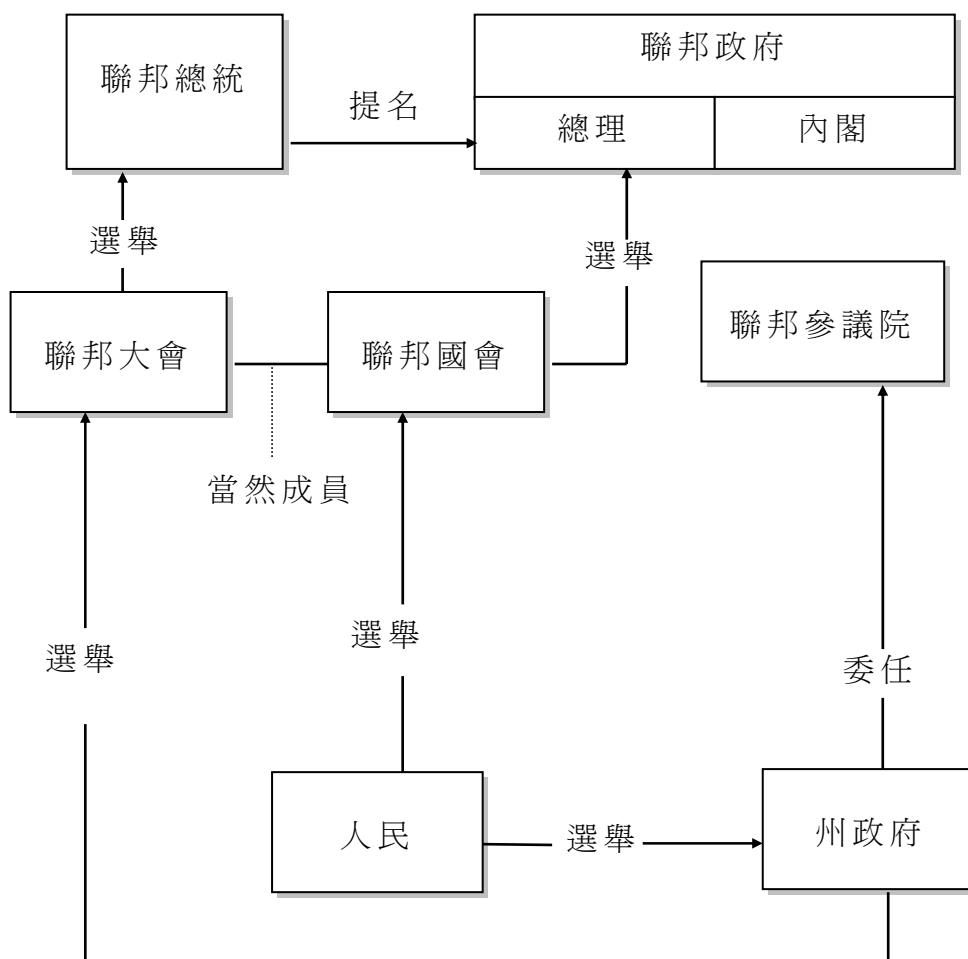 聯邦政府
聯邦總統
提名
總理
內閣
選舉
選舉
聯邦大會
聯邦國會
聯邦參議院
當然成員
選舉
選舉
委任
人民
選舉
州政府